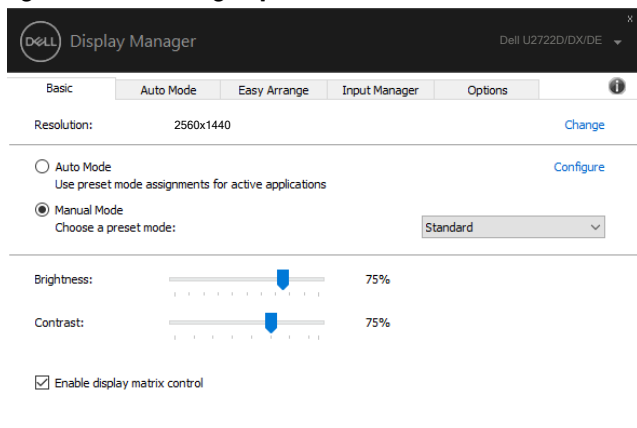 DELL Display Manager
Dell U2722D/DX/DE
x
Basic Auto Mode Easy Arrange Input Manager Options i
Resolution: 2560x1440 Change
Auto Mode Configure
Use preset mode assignments for active applications
Manual Mode
Choose a preset mode: Standard
Brightness: 75%
Contrast: 75%
Enable display matrix control